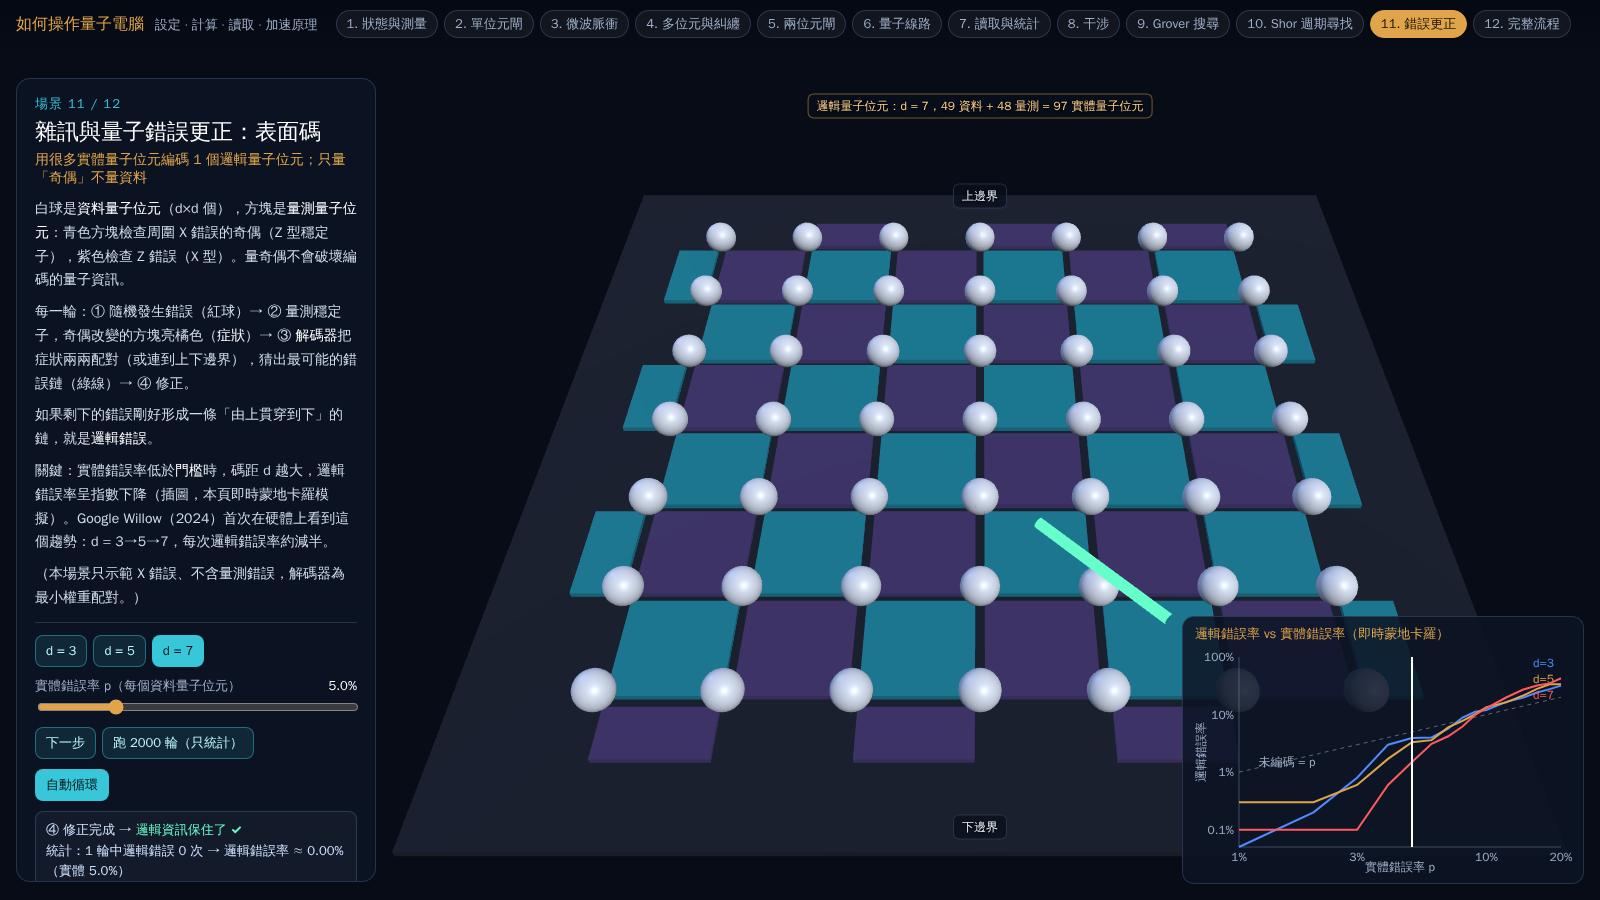 如何操作量子電腦 設定 · 計算 · 讀取 · 加速原理 1. 狀態與測量 2. 單位元閘 3. 微波脈衝 4. 多位元與糾纏 5. 兩位元閘 6. 量子線路 7. 讀取與統計 8. 干涉 9. Grover 搜尋 10. Shor 週期尋找 11. 錯誤更正 12. 完整流程
場景 11 / 12
雜訊與量子錯誤更正：表面碼
用很多實體量子位元編碼 1 個邏輯量子位元；只量
「奇偶」不量資料
白球是資料量子位元（d×d 個），方塊是量測量子位
元：青色方塊檢查周圍 X 錯誤的奇偶（Z 型穩定
子），紫色檢查 Z 錯誤（X 型）。量奇偶不會破壞編
碼的量子資訊。
每一輪：① 隨機發生錯誤（紅球）→ ② 量測穩定
子，奇偶改變的方塊亮橘色（症狀）→ ③ 解碼器把
症狀兩兩配對（或連到上下邊界），猜出最可能的錯
誤鏈（綠線）→ ④ 修正。
如果剩下的錯誤剛好形成一條「由上貫穿到下」的
鏈，就是邏輯錯誤。
關鍵：實體錯誤率低於門檻時，碼距 d 越大，邏輯
錯誤率呈指數下降（插圖，本頁即時蒙地卡羅模
擬）。Google Willow（2024）首次在硬體上看到這
個趨勢：d = 3→5→7，每次邏輯錯誤率約減半。
（本場景只示範 X 錯誤、不含量測錯誤，解碼器為
最小權重配對。）
d = 3 d = 5 d = 7
實體錯誤率 p（每個資料量子位元） 5.0%
下一步 跑 2000 輪（只統計）
自動循環
④ 修正完成 → 邏輯資訊保住了 ✓
統計：1 輪中邏輯錯誤 0 次 → 邏輯錯誤率 ≈ 0.00%
（實體 5.0%）
邏輯量子位元：d = 7，49 資料 + 48 量測 = 97 實體量子位元
上邊界
下邊界
邏輯錯誤率 vs 實體錯誤率（即時蒙地卡羅）
100%
10%
1%
0.1%
邏輯錯誤率
未編碼 = p
d=3
d=5
d=7
1% 3% 10% 20%
實體錯誤率 p